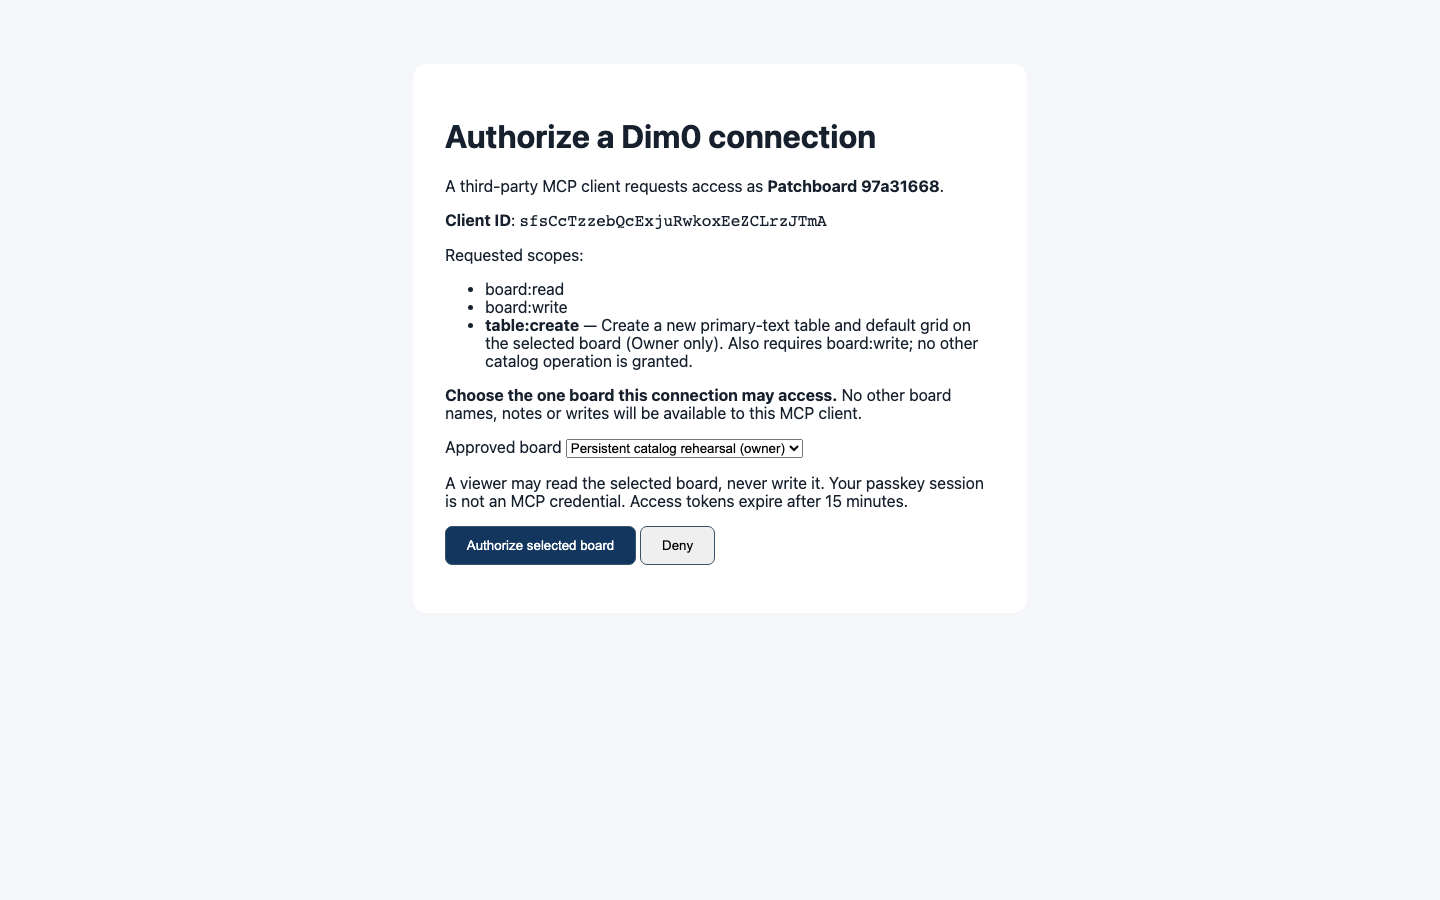 Authorize a Dim0 connection
A third-party MCP client requests access as Patchboard 97a31668.
Client ID: sfsCcTzzebQcExjuRwkoxEeZCLrzJTmA
Requested scopes:
• board:read
• board:write
• table:create — Create a new primary-text table and default grid on
the selected board (Owner only). Also requires board:write; no other
catalog operation is granted.
Choose the one board this connection may access. No other board
names, notes or writes will be available to this MCP client.
Approved board Persistent catalog rehearsal (owner)
A viewer may read the selected board, never write it. Your passkey session
is not an MCP credential. Access tokens expire after 15 minutes.
Authorize selected board Deny